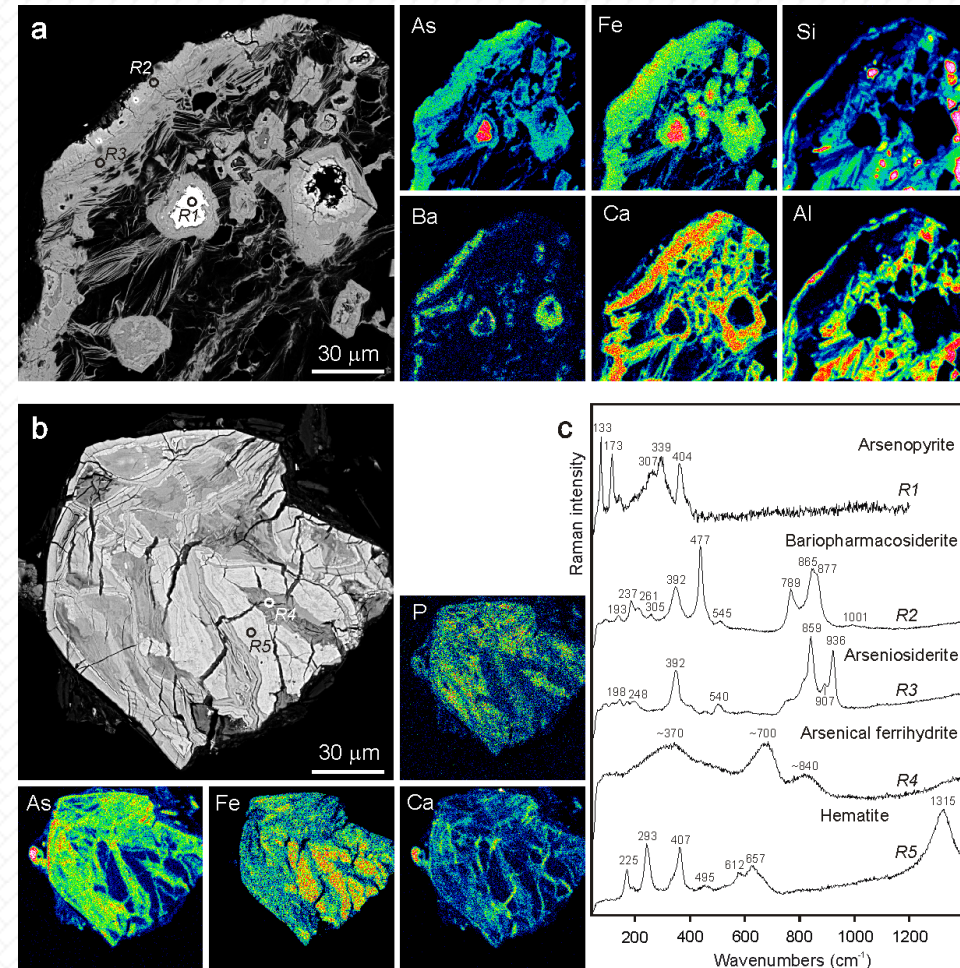 a
R2
R3
R1
30 µm
As
Fe
Si
Ba
Ca
Al
b
R4
R5
30 µm
P
As
Fe
Ca
c
Raman intensity
133
173
307
339
404
Arsenopyrite
R1
Bariopharmacosiderite
193
237
261
305
392
477
545
789
865
877
1001
R2
Arseniosiderite
198
248
392
540
859
907
936
R3
Arsenical ferrihydrite
~370
~700
~840
R4
Hematite
225
293
407
495
612
657
1315
R5
200 400 600 800 1000 1200
Wavenumbers (cm⁻¹)